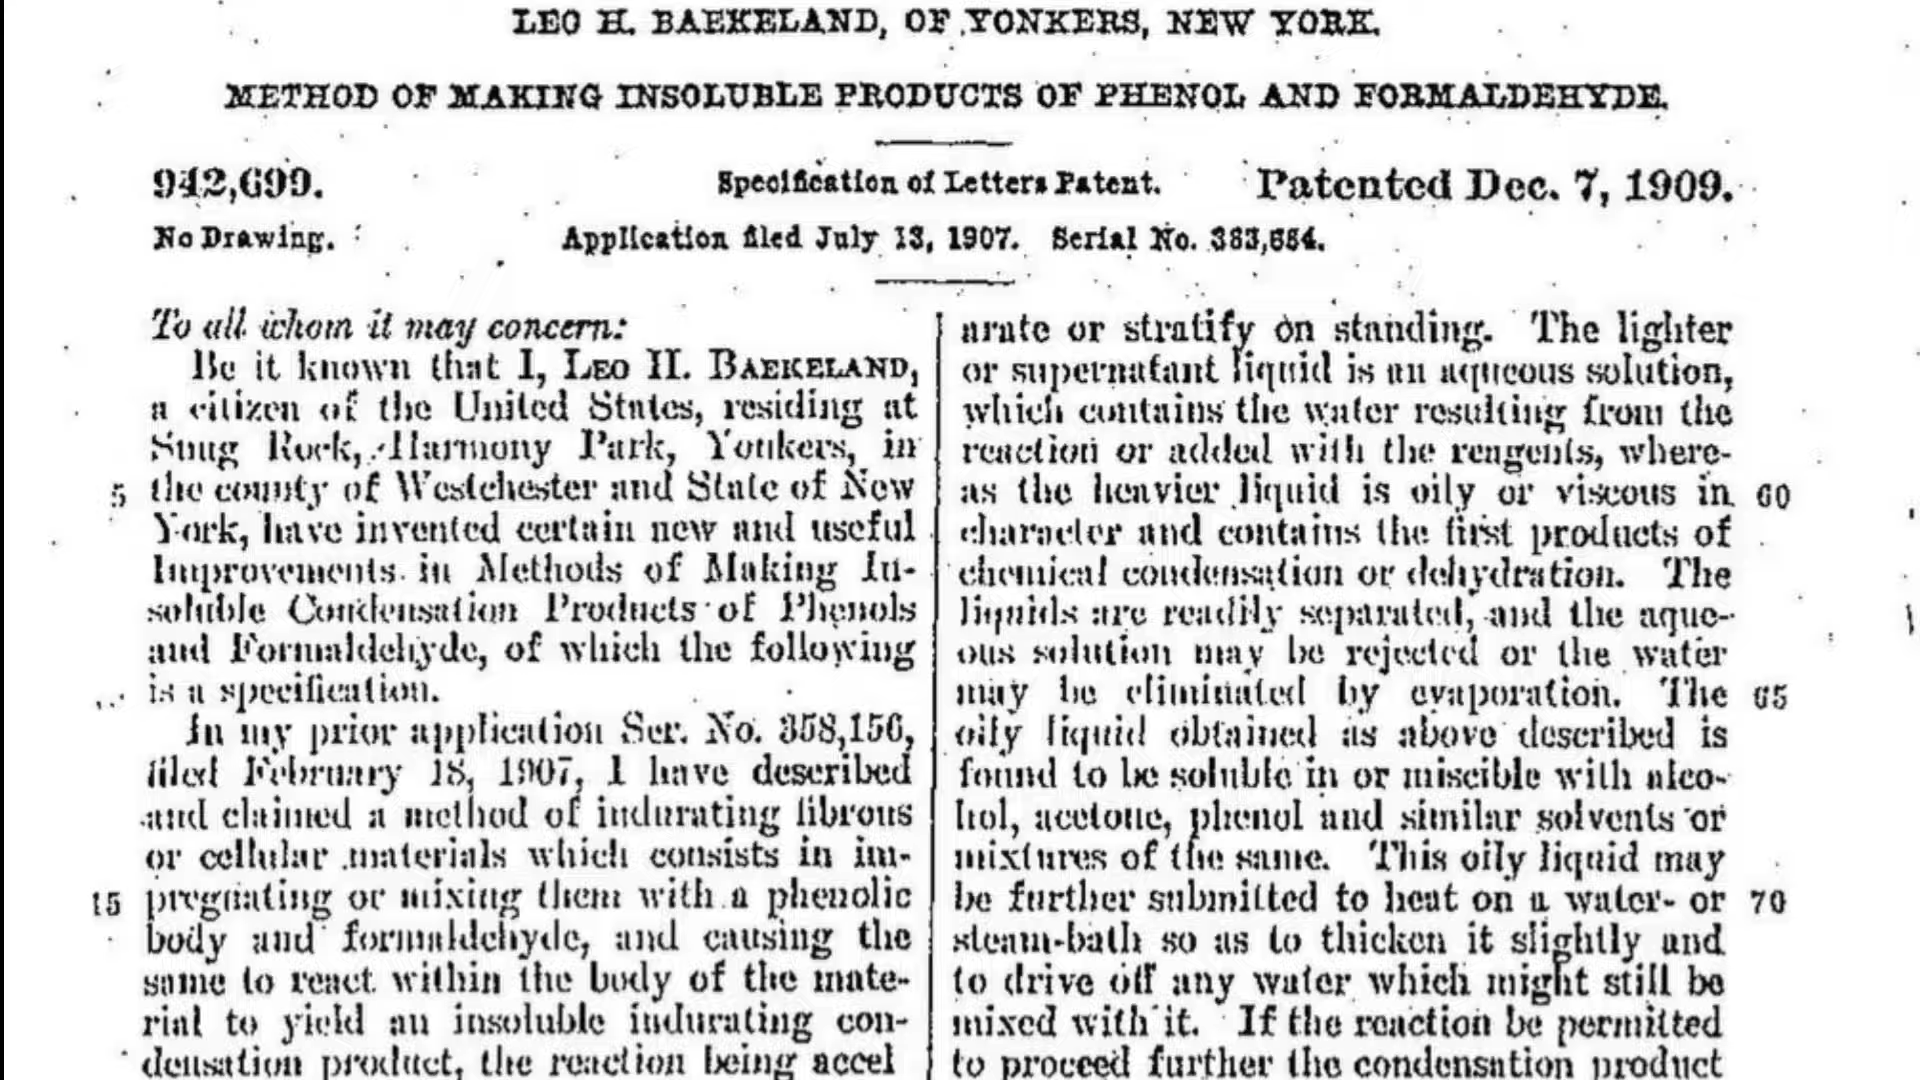 LEO H. BAEKELAND, OF YONKERS, NEW YORK.
METHOD OF MAKING INSOLUBLE PRODUCTS OF PHENOL AND FORMALDEHYDE.
942,699.
Specification of Letters Patent.
Patented Dec. 7, 1909.
No Drawing.
Application filed July 13, 1907. Serial No. 383,684.
To all whom it may concern:
Be it known that I, LEO H. BAEKELAND,
a citizen of the United States, residing at
Snug Rock, Harmony Park, Yonkers, in
5 the county of Westchester and State of New
York, have invented certain new and useful
Improvements in Methods of Making In-
soluble Condensation Products of Phenols
and Formaldehyde, of which the following
is a specification.
In my prior application Ser. No. 358,156,
filed February 18, 1907, I have described
and claimed a method of indurating fibrous
or cellular materials which consists in im-
15 pregnating or mixing them with a phenolic
body and formaldehyde, and causing the
same to react within the body of the mate-
rial to yield an insoluble indurating con-
densation product, the reaction being accel
arate or stratify on standing. The lighter
or supernatant liquid is an aqueous solution,
which contains the water resulting from the
reaction or added with the reagents, where-
as the heavier liquid is oily or viscous in 60
character and contains the first products of
chemical condensation or dehydration. The
liquids are readily separated, and the aque-
ous solution may be rejected or the water
may be eliminated by evaporation. The 65
oily liquid obtained as above described is
found to be soluble in or miscible with alco-
hol, acetone, phenol and similar solvents or
mixtures of the same. This oily liquid may
be further submitted to heat on a water- or 70
steam-bath so as to thicken it slightly and
to drive off any water which might still be
mixed with it. If the reaction be permitted
to proceed further the condensation product